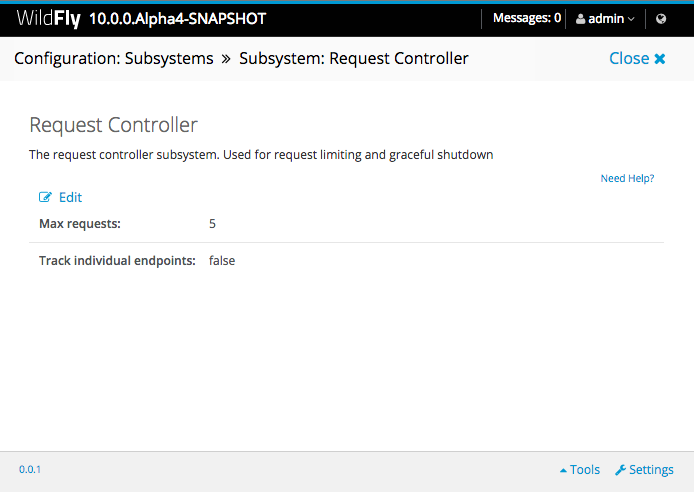 WildFly 10.0.0.Alpha4-SNAPSHOT Messages: 0 admin
Configuration: Subsystems » Subsystem: Request Controller Close ✖
Request Controller
The request controller subsystem. Used for request limiting and graceful shutdown
Need Help?
Edit
Max requests: 5
Track individual endpoints: false
0.0.1 Tools Settings